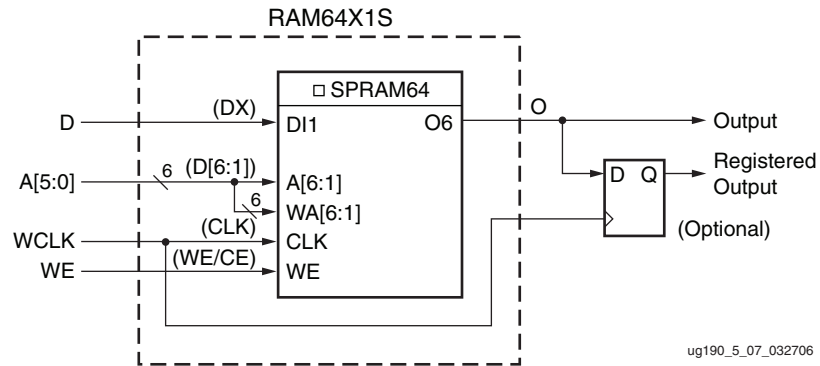 RAM64X1S
SPRAM64
D
(DX)
DI1
O6
O
Output
A[5:0]
6
(D[6:1])
A[6:1]
6
WA[6:1]
D
Q
Registered
Output
(Optional)
WCLK
(CLK)
CLK
WE
(WE/CE)
WE
ug190_5_07_032706